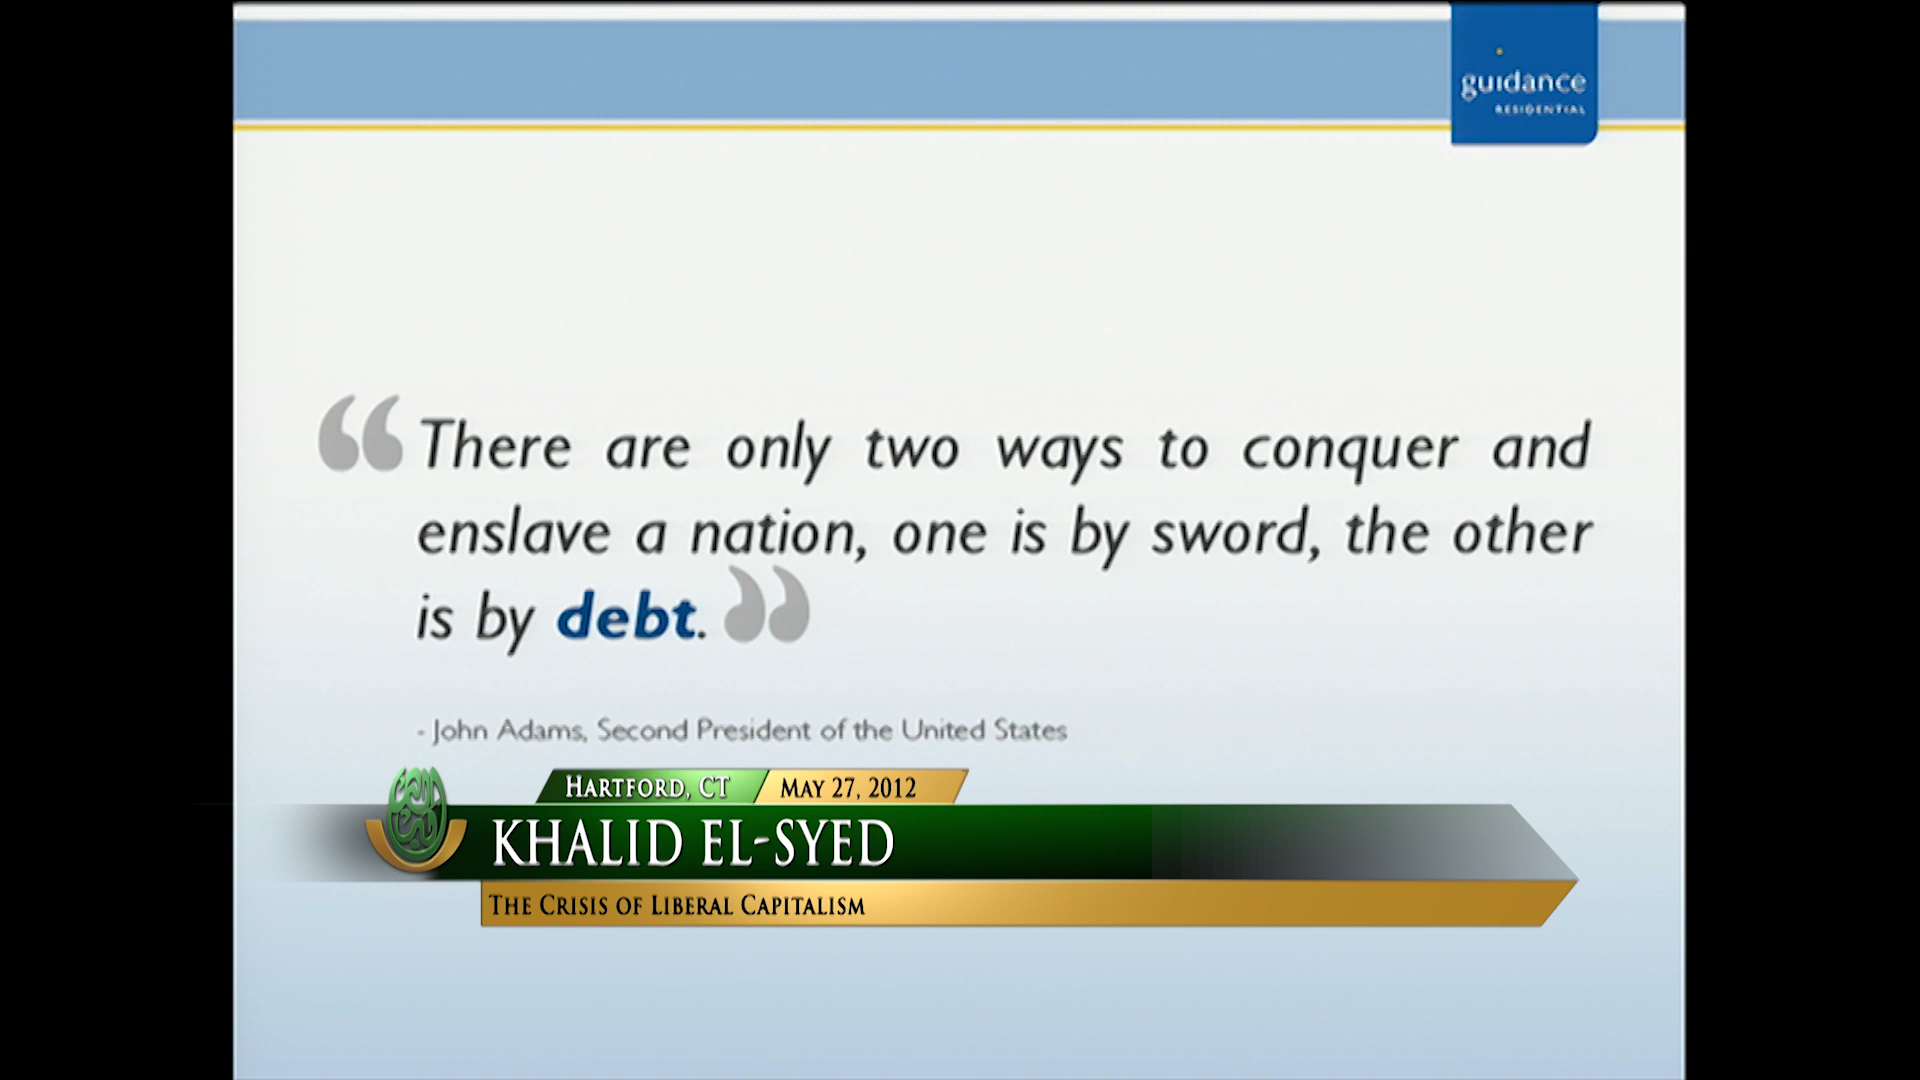 guidance
RESIDENTIAL
“There are only two ways to conquer and
enslave a nation, one is by sword, the other
is by debt.”
- John Adams, Second President of the United States
HARTFORD, CT MAY 27, 2012
KHALID EL-SYED
THE CRISIS OF LIBERAL CAPITALISM